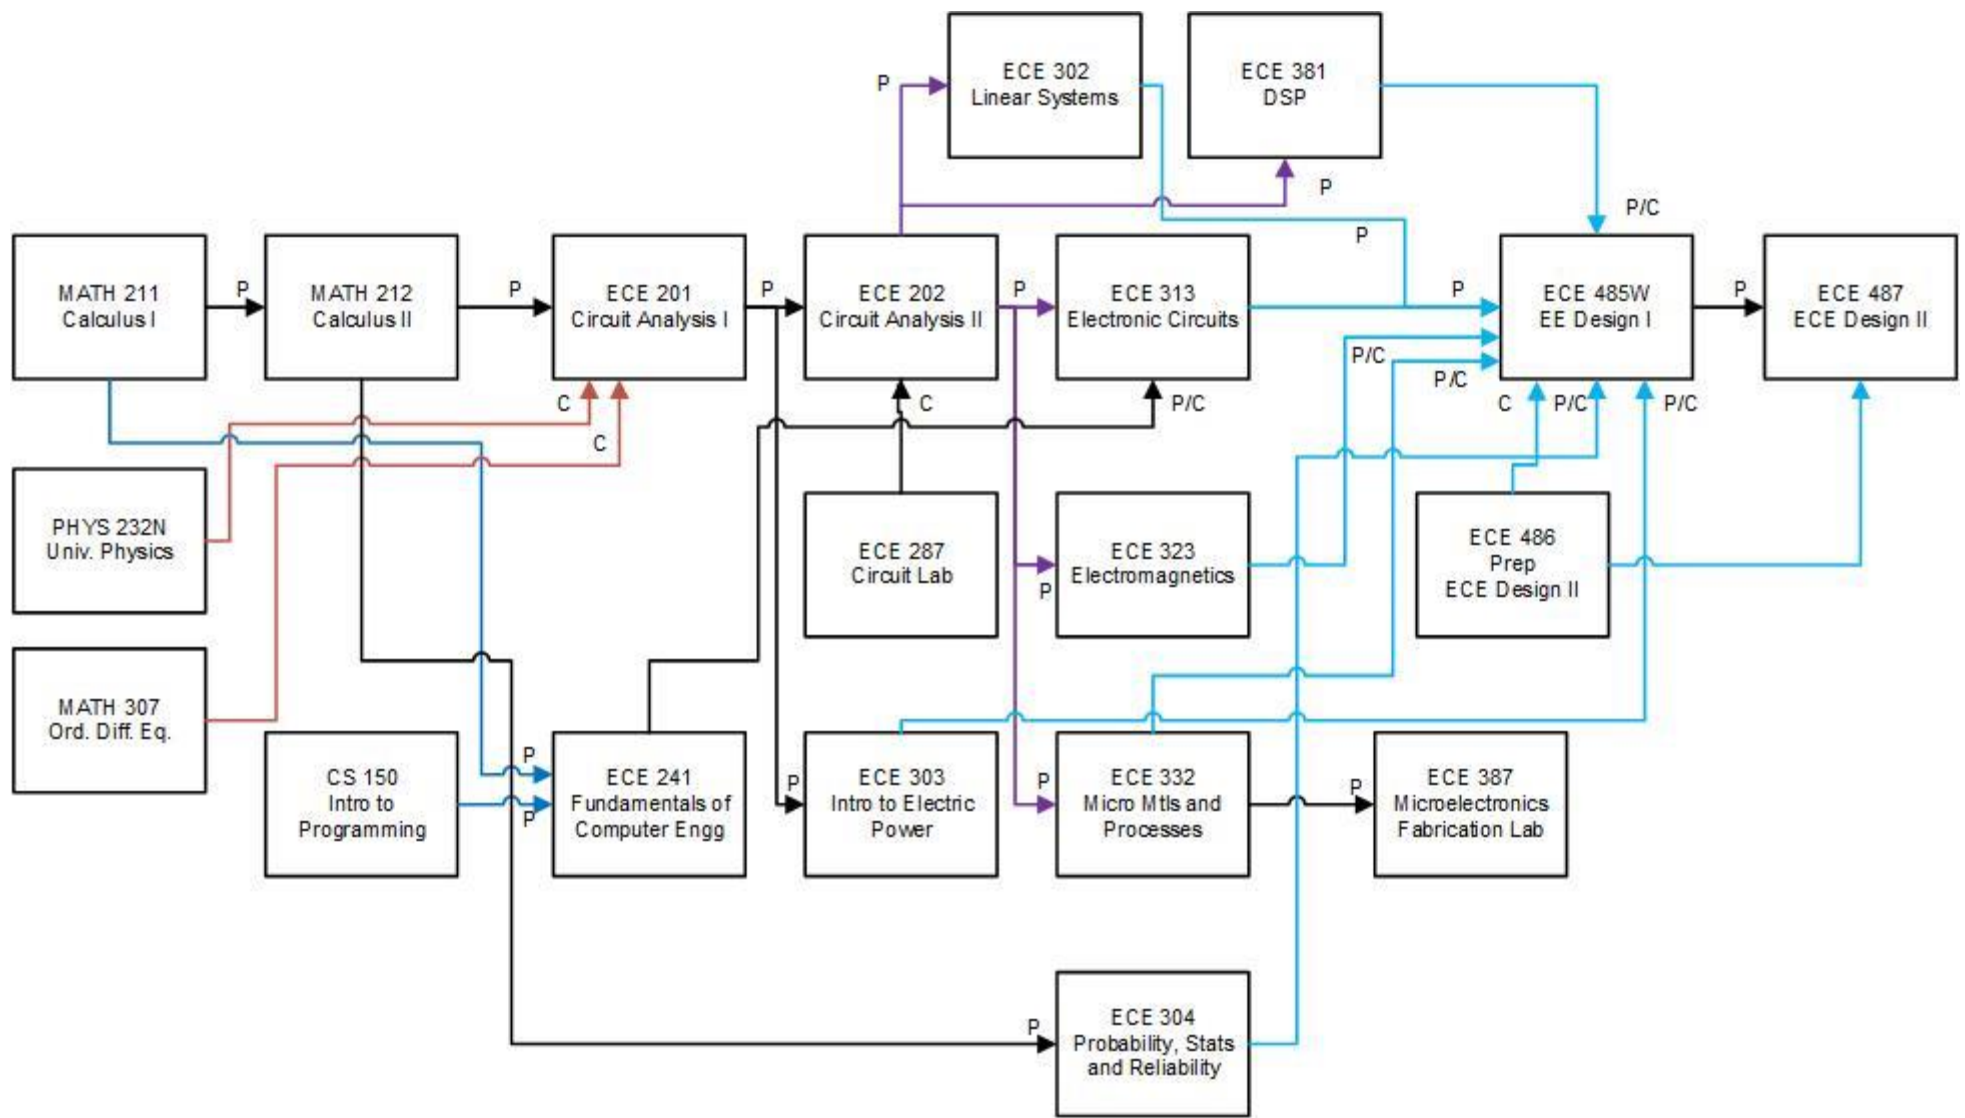 ECE 302
Linear Systems
ECE 381
DSP
P
P
P/C
P
MATH 211
Calculus I
P
MATH 212
Calculus II
P
ECE 201
Circuit Analysis I
P
ECE 202
Circuit Analysis II
P
ECE 313
Electronic Circuits
P
ECE 485W
EE Design I
P
ECE 487
ECE Design II
P/C
P/C
C
C
C
P/C
C
P/C
P/C
PHYS 232N
Univ. Physics
ECE 287
Circuit Lab
P
ECE 323
Electromagnetics
ECE 486
Prep
ECE Design II
MATH 307
Ord. Diff. Eq.
CS 150
Intro to
Programming
P
P
ECE 241
Fundamentals of
Computer Engg
P
ECE 303
Intro to Electric
Power
P
ECE 332
Micro Mtls and
Processes
P
ECE 387
Microelectronics
Fabrication Lab
P
ECE 304
Probability, Stats
and Reliability